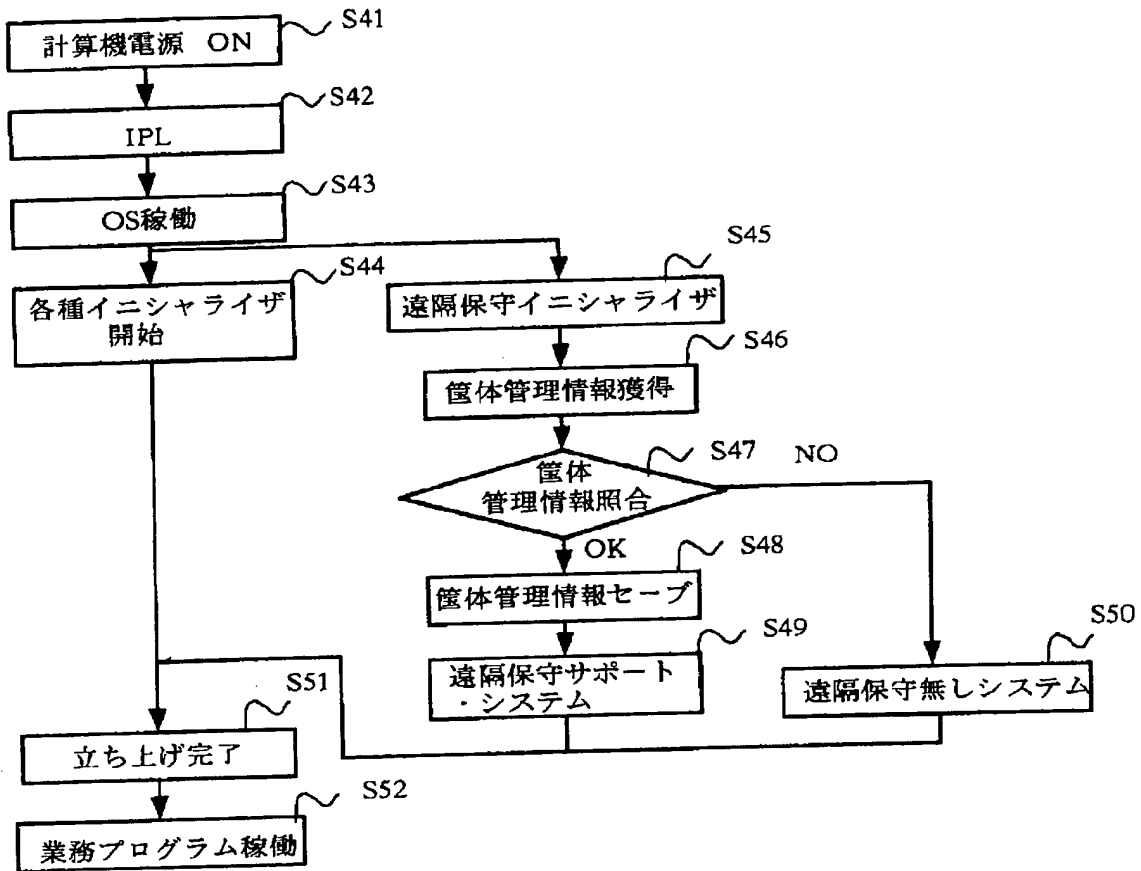 S41
計算機電源 ON
S42
IPL
S43
OS稼働
S44
各種イニシャライザ
開始
S45
遠隔保守イニシャライザ
S46
筐体管理情報獲得
S47
筐体
管理情報照合
NO
OK
S48
筐体管理情報セーブ
S49
遠隔保守サポート
・システム
S50
遠隔保守無しシステム
S51
立ち上げ完了
S52
業務プログラム稼働